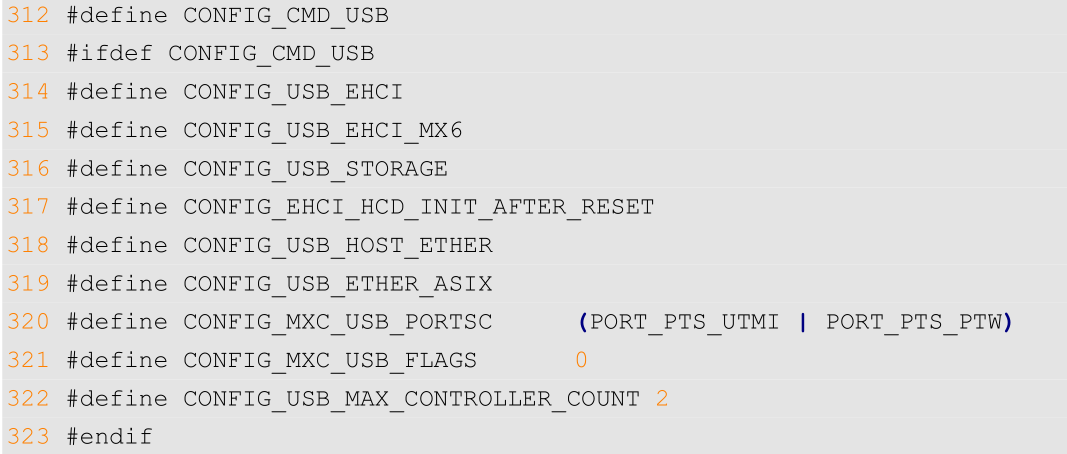 312 #define CONFIG_CMD_USB
313 #ifdef CONFIG_CMD_USB
314 #define CONFIG_USB_EHCI
315 #define CONFIG_USB_EHCI_MX6
316 #define CONFIG_USB_STORAGE
317 #define CONFIG_EHCI_HCD_INIT_AFTER_RESET
318 #define CONFIG_USB_HOST_ETHER
319 #define CONFIG_USB_ETHER_ASIX
320 #define CONFIG_MXC_USB_PORTSC     (PORT_PTS_UTMI | PORT_PTS_PTW)
321 #define CONFIG_MXC_USB_FLAGS      0
322 #define CONFIG_USB_MAX_CONTROLLER_COUNT 2
323 #endif